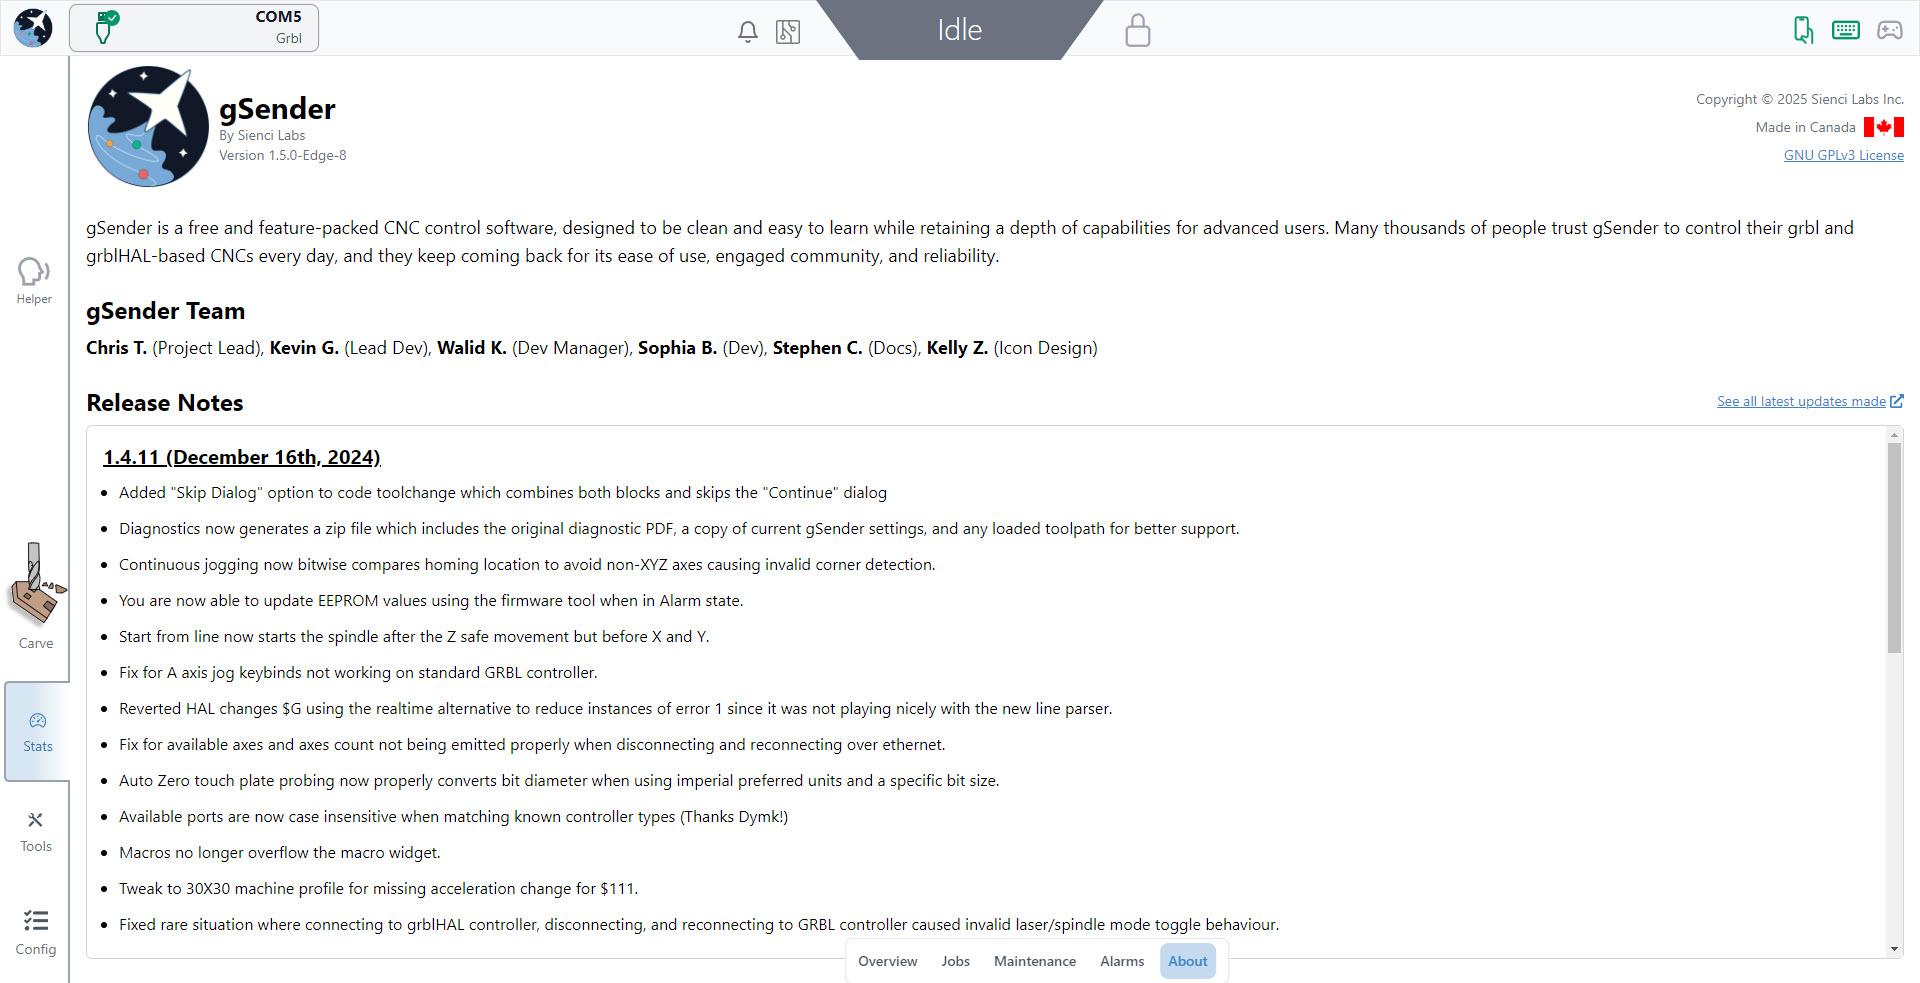 COM5
Grbl
Idle
gSender
By Sienci Labs
Version 1.5.0-Edge-8
Copyright © 2025 Sienci Labs Inc.
Made in Canada
GNU GPLv3 License
gSender is a free and feature-packed CNC control software, designed to be clean and easy to learn while retaining a depth of capabilities for advanced users. Many thousands of people trust gSender to control their grbl and
grblHAL-based CNCs every day, and they keep coming back for its ease of use, engaged community, and reliability.
Helper
gSender Team
Chris T. (Project Lead), Kevin G. (Lead Dev), Walid K. (Dev Manager), Sophia B. (Dev), Stephen C. (Docs), Kelly Z. (Icon Design)
Release Notes
See all latest updates made
1.4.11 (December 16th, 2024)
• Added "Skip Dialog" option to code toolchange which combines both blocks and skips the "Continue" dialog
• Diagnostics now generates a zip file which includes the original diagnostic PDF, a copy of current gSender settings, and any loaded toolpath for better support.
• Continuous jogging now bitwise compares homing location to avoid non-XYZ axes causing invalid corner detection.
• You are now able to update EEPROM values using the firmware tool when in Alarm state.
• Start from line now starts the spindle after the Z safe movement but before X and Y.
• Fix for A axis jog keybinds not working on standard GRBL controller.
• Reverted HAL changes $G using the realtime alternative to reduce instances of error 1 since it was not playing nicely with the new line parser.
• Fix for available axes and axes count not being emitted properly when disconnecting and reconnecting over ethernet.
• Auto Zero touch plate probing now properly converts bit diameter when using imperial preferred units and a specific bit size.
• Available ports are now case insensitive when matching known controller types (Thanks Dymk!)
• Macros no longer overflow the macro widget.
• Tweak to 30X30 machine profile for missing acceleration change for $111.
• Fixed rare situation where connecting to grblHAL controller, disconnecting, and reconnecting to GRBL controller caused invalid laser/spindle mode toggle behaviour.
Carve
Stats
Tools
Config
Overview
Jobs
Maintenance
Alarms
About